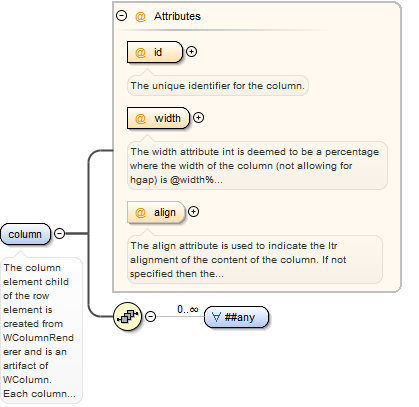 @ Attributes
@ id
The unique identifier for the column.
@ width
The width attribute int is deemed to be a percentage
where the width of the column (not allowing for
hgap) is @width%...
@ align
The align attribute is used to indicate the ltr
alignment of the content of the column. If not
specified then the...
column
The column
element child
of the row
element is
created from
WColumnRend
erer and is an
artifact of
WColumn.
Each column...
0..∞
∀ ##any